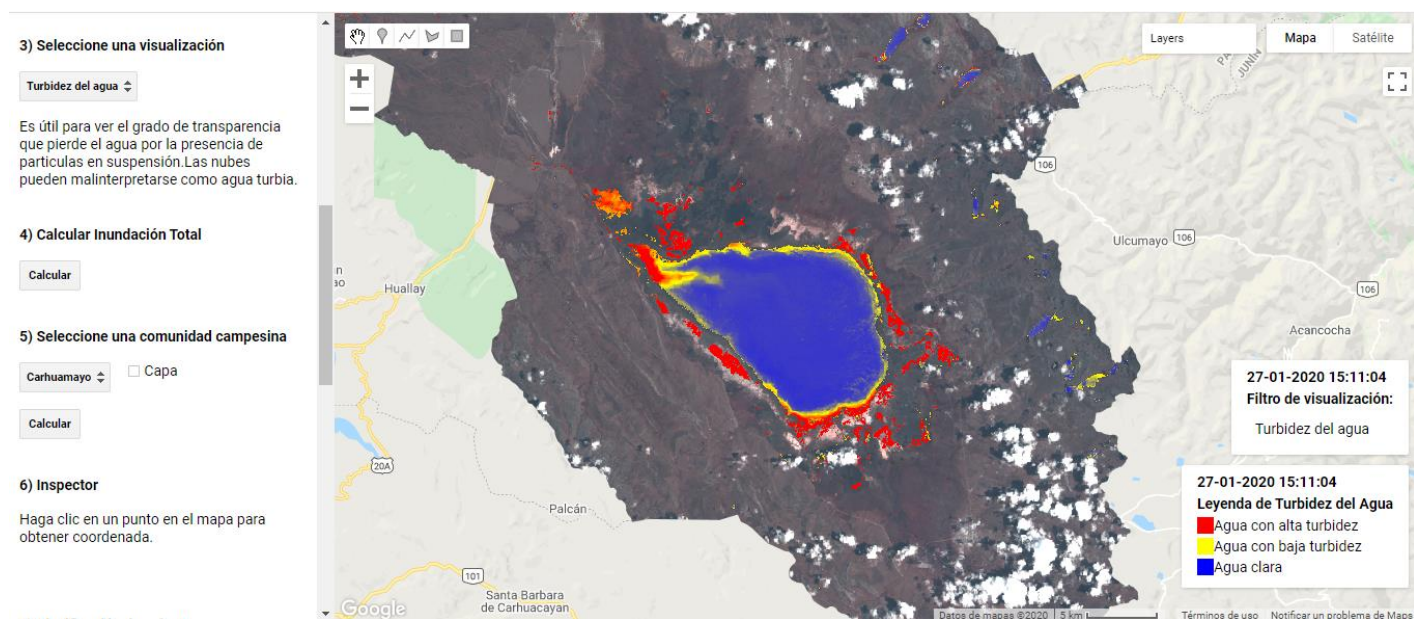 3) Seleccione una visualización
Turbidez del agua
Es útil para ver el grado de transparencia
que pierde el agua por la presencia de
particulas en suspensión.Las nubes
pueden malinterpretarse como agua turbia.
4) Calcular Inundación Total
Calcular
5) Seleccione una comunidad campesina
Carhuamayo
Capa
Calcular
6) Inspector
Haga clic en un punto en el mapa para
obtener coordenada.
Layers
Mapa
Satélite
JUNÍN
106
Ulcumayo
106
106
Huallay
Acancocha
20A
Palcán
101
Santa Barbara
de Carhuacayan
27-01-2020 15:11:04
Filtro de visualización:
Turbidez del agua
27-01-2020 15:11:04
Leyenda de Turbidez del Agua
Agua con alta turbidez
Agua con baja turbidez
Agua clara
Google
Datos de mapas ©2020
5 km
Términos de uso
Notificar un problema de Maps